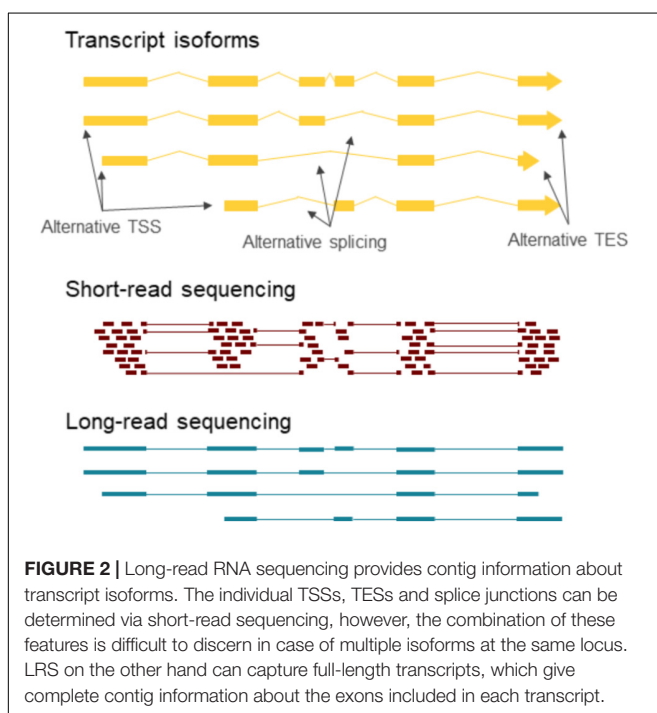 Transcript isoforms
Alternative TSS
Alternative splicing
Alternative TES
Short-read sequencing
Long-read sequencing
FIGURE 2 | Long-read RNA sequencing provides contig information about
transcript isoforms. The individual TSSs, TESs and splice junctions can be
determined via short-read sequencing, however, the combination of these
features is difficult to discern in case of multiple isoforms at the same locus.
LRS on the other hand can capture full-length transcripts, which give
complete contig information about the exons included in each transcript.